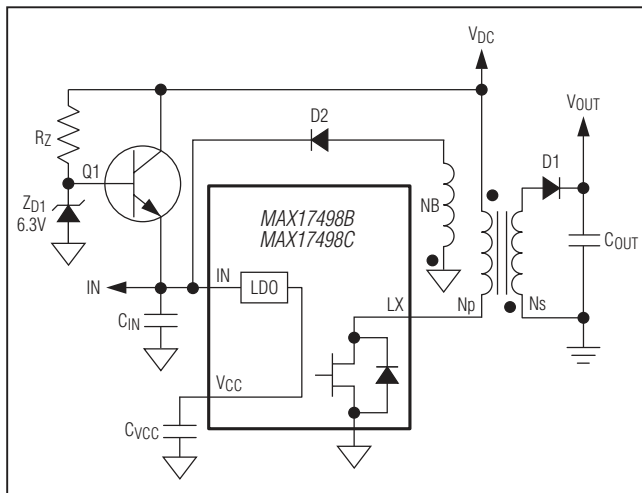 VDC
VOUT
D2
D1
RZ
Q1
NB
ZD1
6.3V
MAX17498B
MAX17498C
COUT
IN
IN
LDO
LX
Np
Ns
CIN
VCC
CVCC